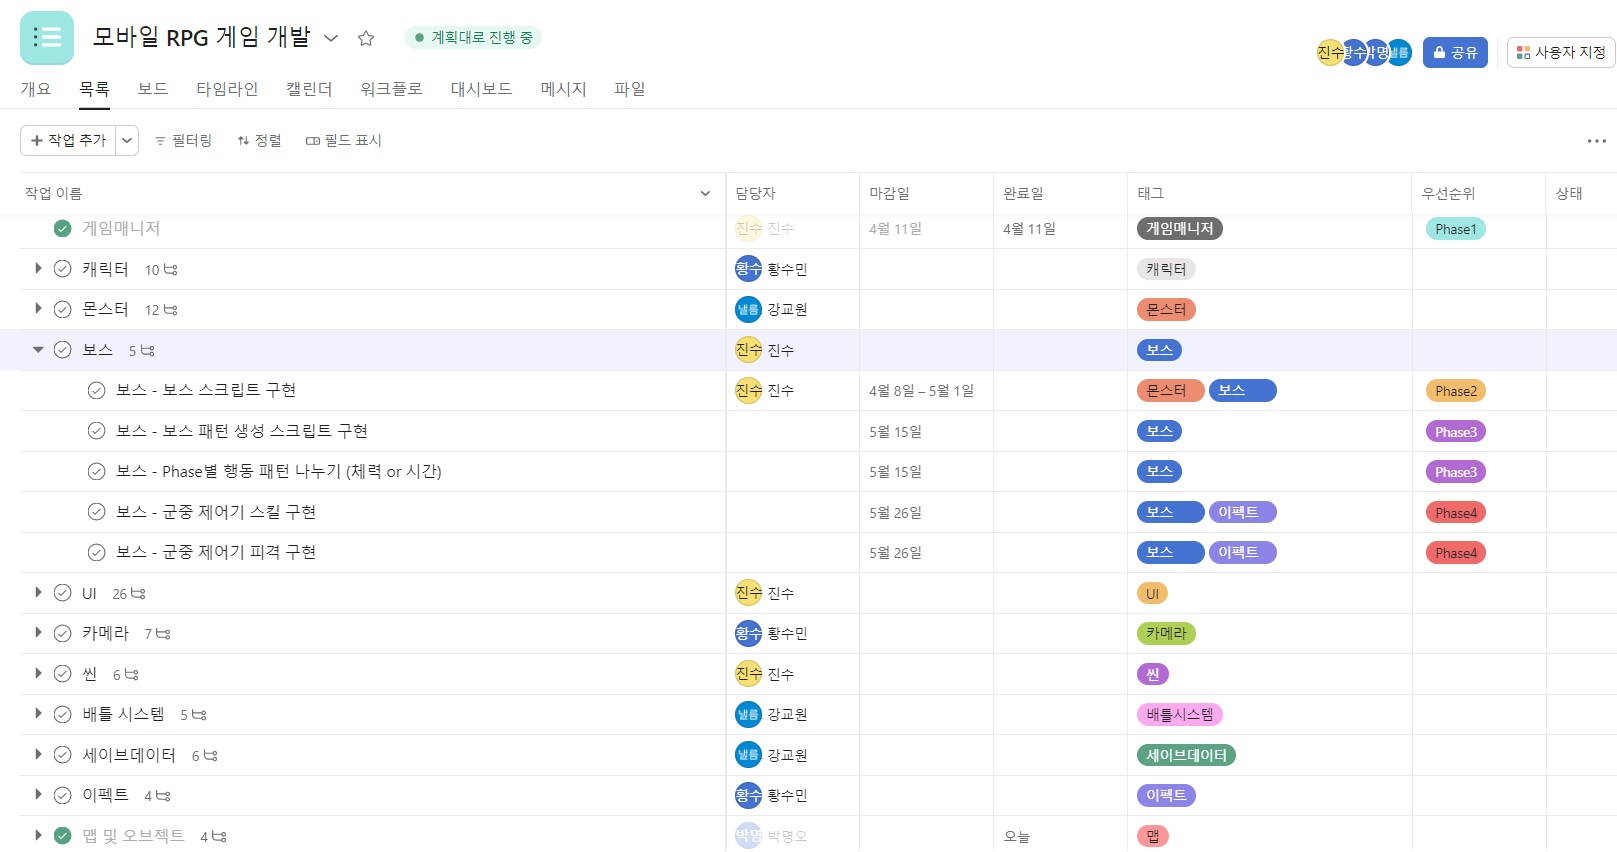 모바일 RPG 게임 개발 계획대로 진행 중
진수 황수 박명 낼름 공유 사용자 지정
개요 목록 보드 타임라인 캘린더 워크플로 대시보드 메시지 파일
+ 작업 추가 필터링 정렬 필드 표시
작업 이름 담당자 마감일 완료일 태그 우선순위 상태
게임매니저 진수 진수 4월 11일 4월 11일 게임매니저 Phase1
캐릭터 10 황수 황수민 캐릭터
몬스터 12 낼름 강교원 몬스터
보스 5 진수 진수 보스
보스 - 보스 스크립트 구현 진수 진수 4월 8일 – 5월 1일 몬스터 보스 Phase2
보스 - 보스 패턴 생성 스크립트 구현 5월 15일 보스 Phase3
보스 - Phase별 행동 패턴 나누기 (체력 or 시간) 5월 15일 보스 Phase3
보스 - 군중 제어기 스킬 구현 5월 26일 보스 이펙트 Phase4
보스 - 군중 제어기 피격 구현 5월 26일 보스 이펙트 Phase4
UI 26 진수 진수 UI
카메라 7 황수 황수민 카메라
씬 6 진수 진수 씬
배틀 시스템 5 낼름 강교원 배틀시스템
세이브데이터 6 낼름 강교원 세이브데이터
이펙트 4 황수 황수민 이펙트
맵 및 오브젝트 4 박명 박명오 오늘 맵